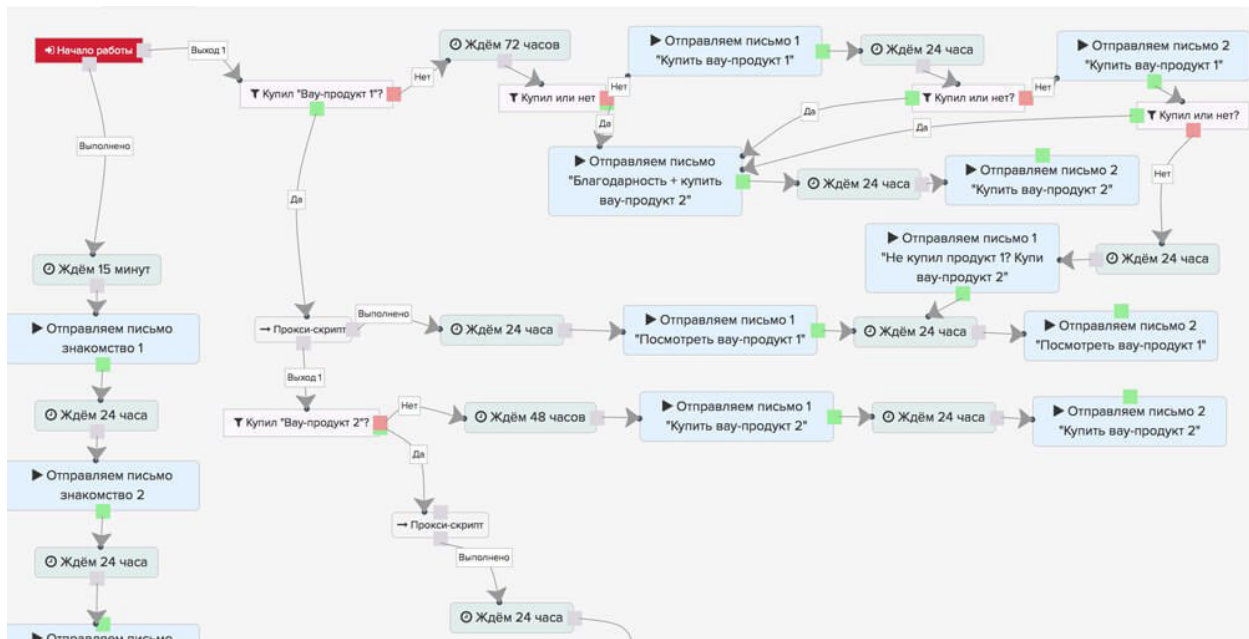 Начало работы
Выход 1
Купил "Вау-продукт 1"?
Нет
Ждём 72 часов
Купил или нет
Нет
Отправляем письмо 1
"Купить вау-продукт 1"
Ждём 24 часа
Купил или нет?
Нет
Отправляем письмо 2
"Купить вау-продукт 1"
Купил или нет?
Да
Да
Да
Отправляем письмо
"Благодарность + купить
вау-продукт 2"
Ждём 24 часа
Отправляем письмо 2
"Купить вау-продукт 2"
Нет
Ждём 24 часа
Отправляем письмо 1
"Не купил продукт 1? Купи
вау-продукт 2"
Выполнено
Да
Ждём 15 минут
Отправляем письмо
знакомство 1
Прокси-скрипт
Выполнено
Ждём 24 часа
Отправляем письмо 1
"Посмотреть вау-продукт 1"
Ждём 24 часа
Отправляем письмо 2
"Посмотреть вау-продукт 1"
Выход 1
Ждём 24 часа
Купил "Вау-продукт 2"?
Нет
Ждём 48 часов
Отправляем письмо 1
"Купить вау-продукт 2"
Ждём 24 часа
Отправляем письмо 2
"Купить вау-продукт 2"
Да
Отправляем письмо
знакомство 2
Прокси-скрипт
Выполнено
Ждём 24 часа
Ждём 24 часа
Отправляем письмо